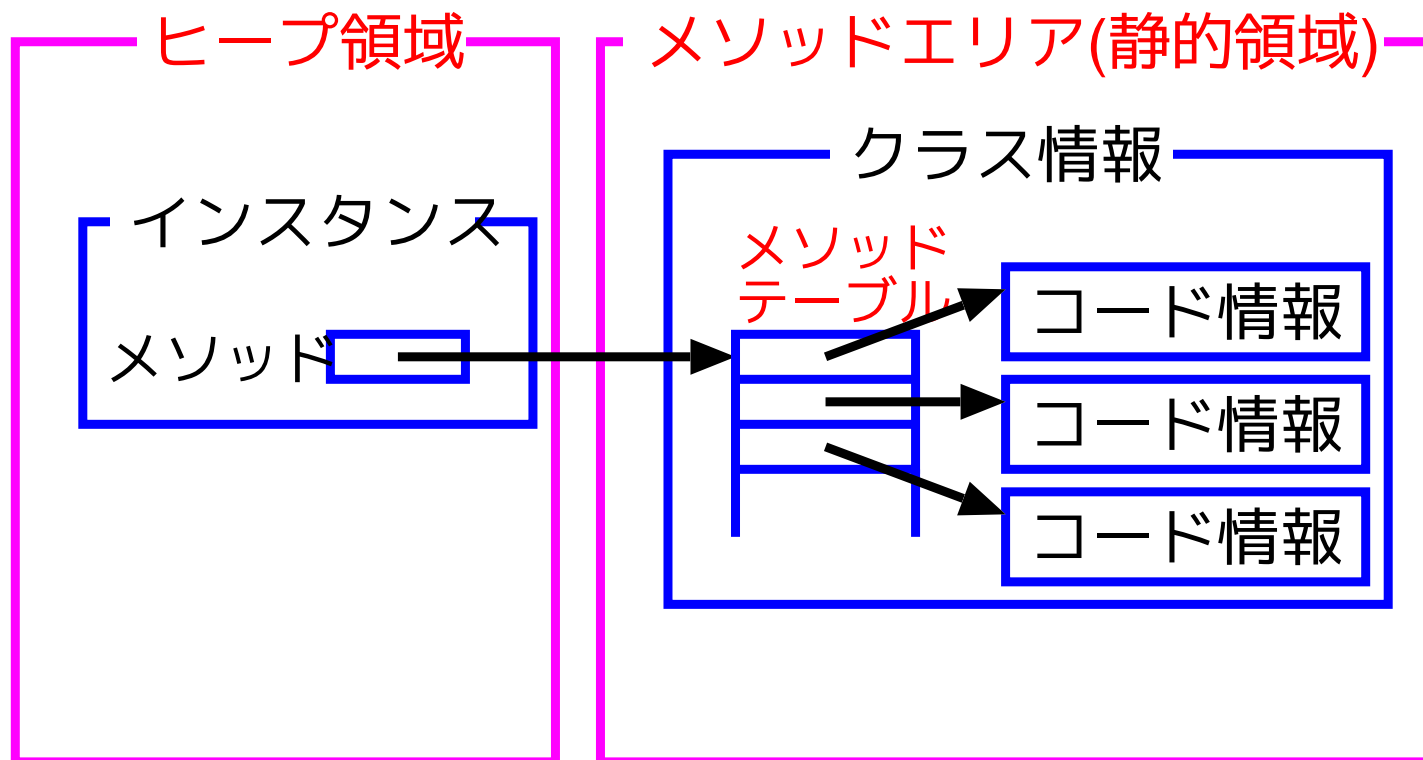 ヒープ領域
メソッドエリア(静的領域)
クラス情報
インスタンス
メソッド
テーブル
メソッド
コード情報
コード情報
コード情報